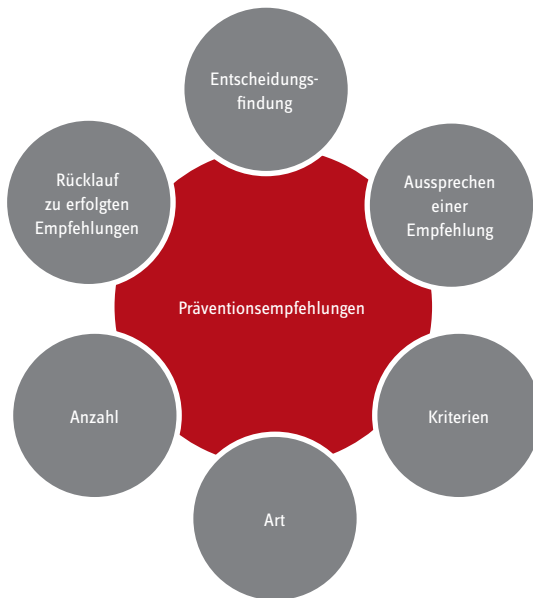 Entscheidungs-
findung
Aussprechen
einer
Empfehlung
Kriterien
Art
Anzahl
Rücklauf
zu erfolgten
Empfehlungen
Präventionsempfehlungen